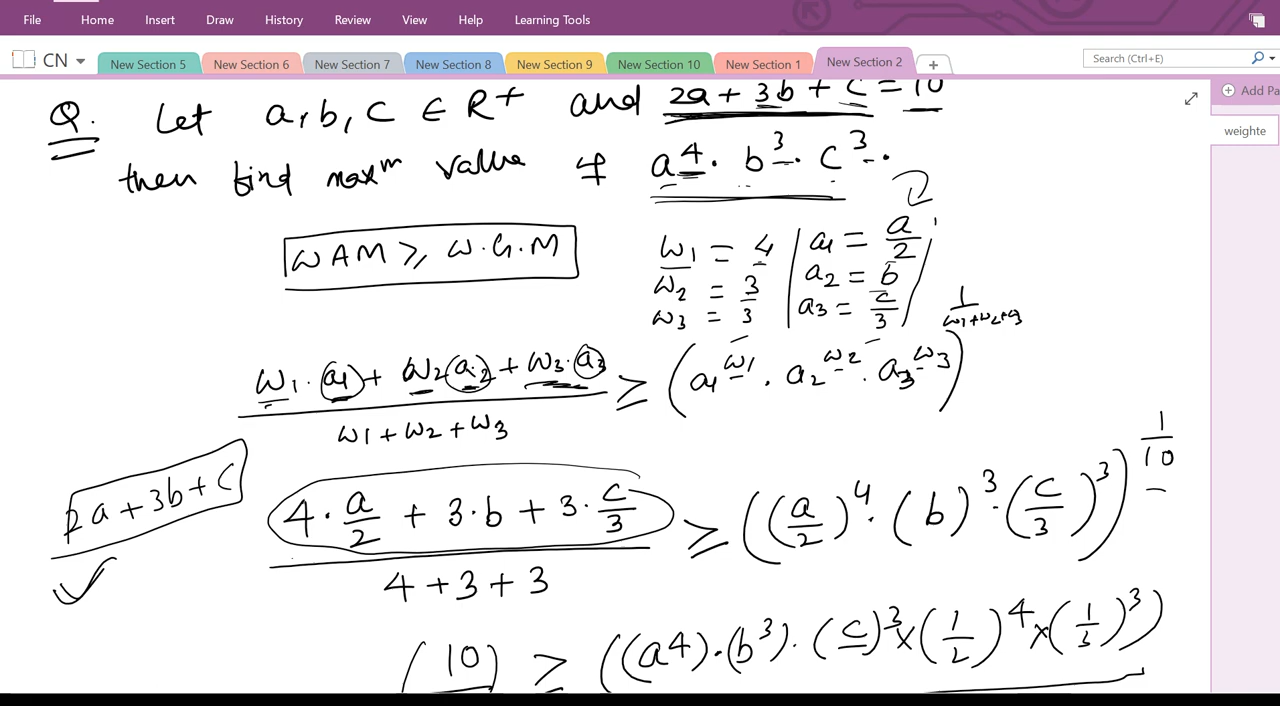 File Home Insert Draw History Review View Help Learning Tools
CN New Section 5 New Section 6 New Section 7 New Section 8 New Section 9 New Section 10 New Section 1 New Section 2 + Search (Ctrl+E)
Add Pa
weighte
Q. Let a, b, c ∈ R+ and 2a + 3b + c = 10
then find maxᵐ value of a⁴ · b³ · c³ ·
WAM ≥ W.G.M
w1 = 4 | a1 = a/2
w2 = 3 | a2 = b
w3 = 3 | a3 = c/3
(w1 · a1 + w2 (a2) + w3 · a3) / (w1 + w2 + w3) ≥ (a1^w1 · a2^w2 · a3^w3)^(1/(w1+w2+w3))
2a + 3b + c
(4 · a/2 + 3 · b + 3 · c/3) / (4 + 3 + 3) ≥ ((a/2)⁴ · (b)³ · (c/3)³)^(1/10)
(10) ≥ ((a⁴) · (b³) · (c)³ × (1/2)⁴ × (1/3)³)